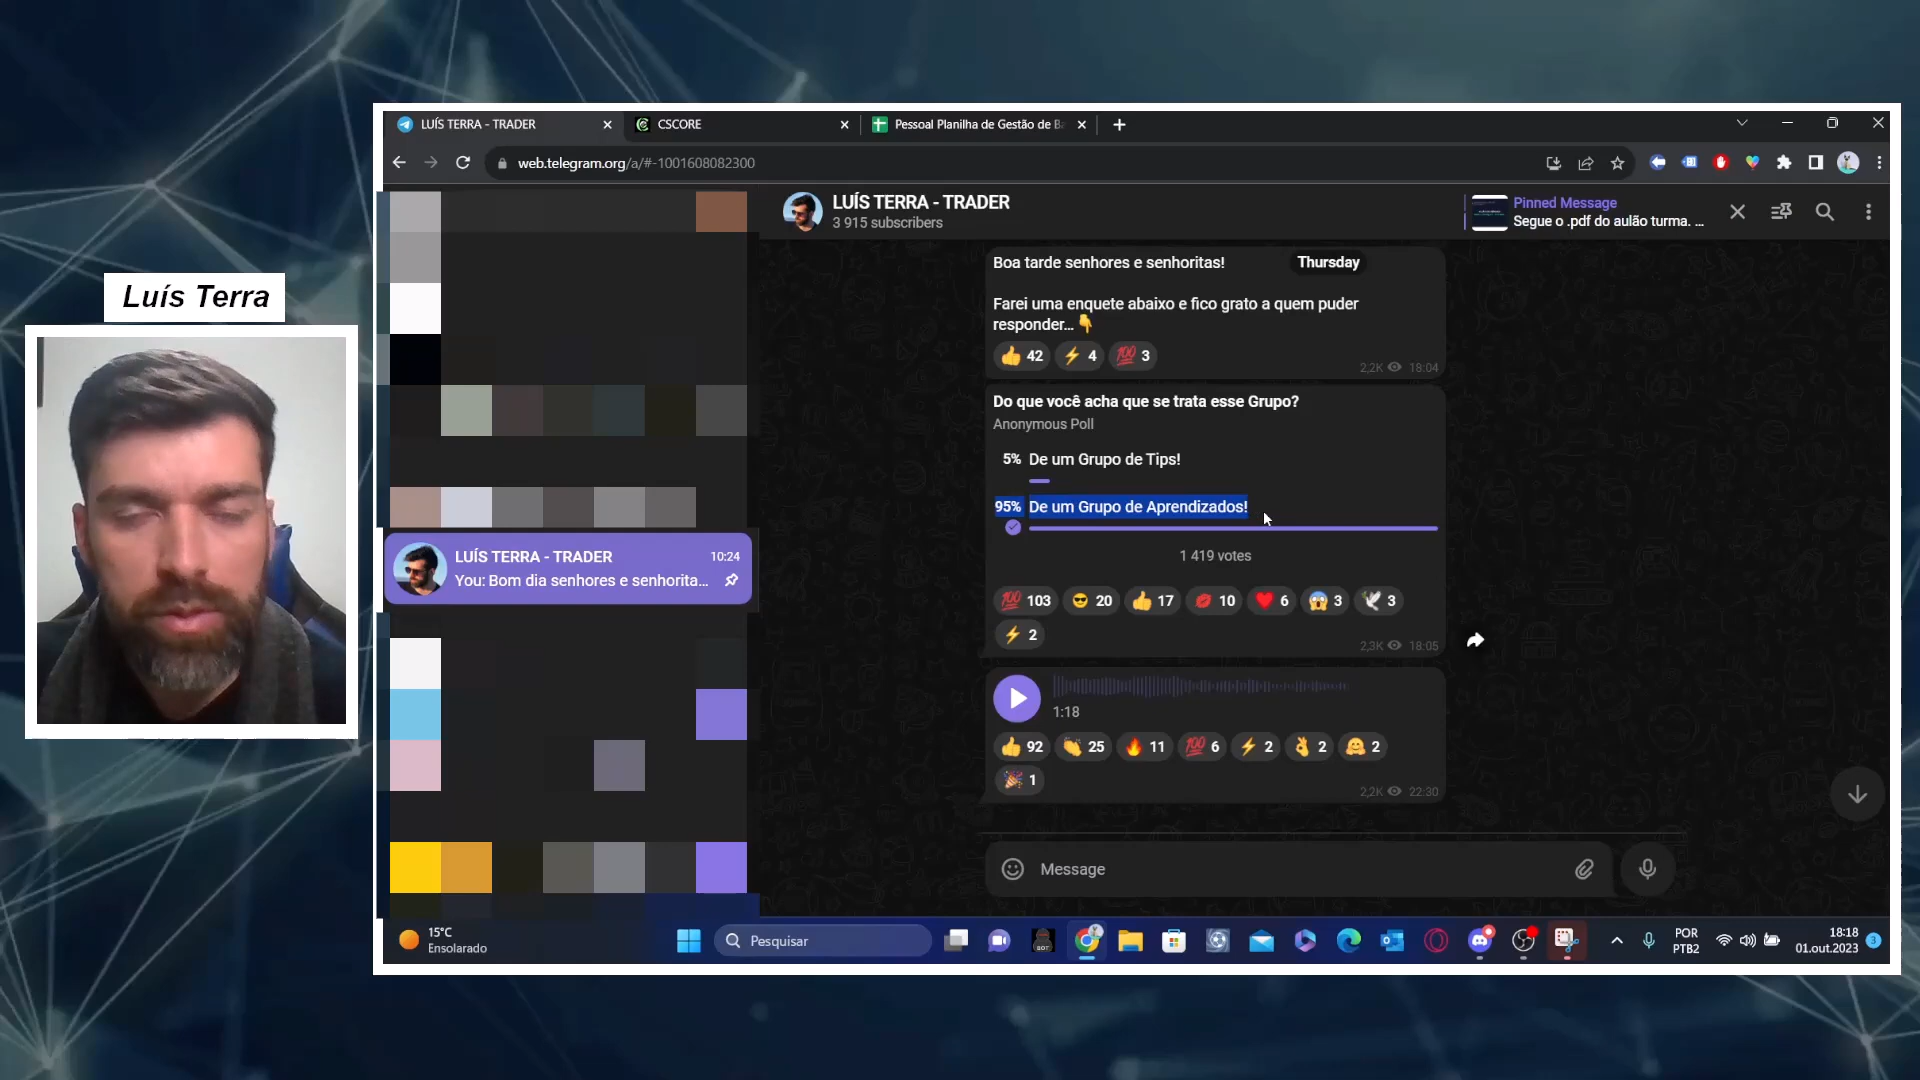 LUÍS TERRA - TRADER
CSCORE
Pessoal Planilha de Gestão de Ba
web.telegram.org/a/#-1001608082300
LUÍS TERRA - TRADER
3 915 subscribers
Pinned Message
Segue o .pdf do aulão turma. ...
Thursday
Boa tarde senhores e senhoritas!
Farei uma enquete abaixo e fico grato a quem puder
responder...👇
👍 42 ⚡ 4 💯 3
2,2K 18:04
Do que você acha que se trata esse Grupo?
Anonymous Poll
5% De um Grupo de Tips!
95% De um Grupo de Aprendizados!
1 419 votes
💯 103 😎 20 👍 17 💋 10 ❤ 6 😱 3 🕊 3
⚡ 2
2,3K 18:05
1:18
👍 92 👏 25 🔥 11 💯 6 ⚡ 2 👌 2 🤗 2
🎉 1
2,2K 22:30
Message
Luís Terra
LUÍS TERRA - TRADER 10:24
You: Bom dia senhores e senhorita...
15°C
Ensolarado
Pesquisar
BOT
POR
PTB2
18:18
01.out.2023
3